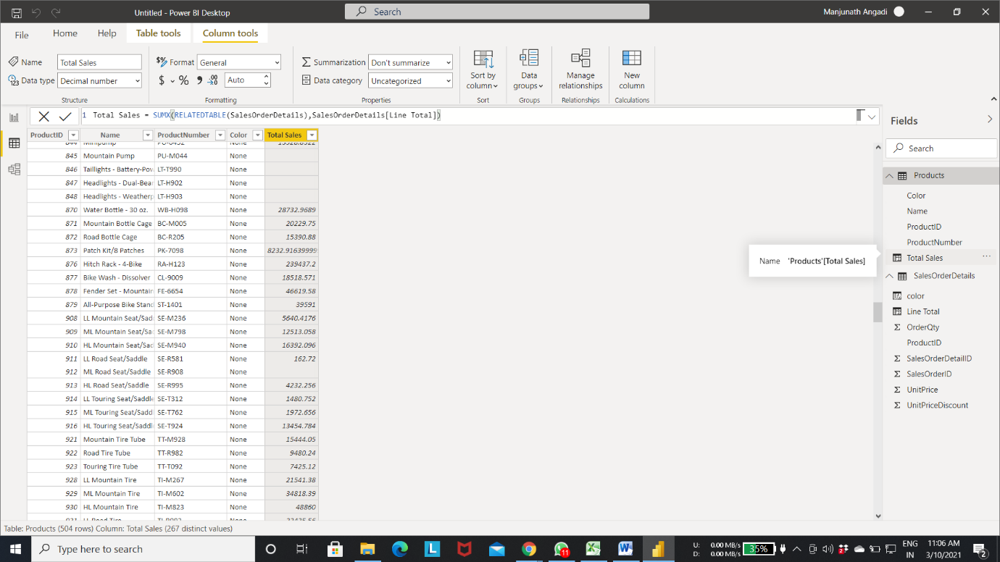 Untitled - Power BI Desktop
Search
Manjunath Angadi
File Home Help Table tools Column tools
Name Total Sales
Data type Decimal number
Structure
Format General
$ % Auto
Formatting
Summarization Don't summarize
Data category Uncategorized
Properties
Sort by column
Sort
Data groups
Groups
Manage relationships
Relationships
New column
Calculations
1 Total Sales = SUMX(RELATEDTABLE(SalesOrderDetails),SalesOrderDetails[Line Total])
ProductID Name ProductNumber Color Total Sales
844 Minipump PU-0452 None 13528.8322
845 Mountain Pump PU-M044 None
846 Taillights - Battery-Pow LT-T990 None
847 Headlights - Dual-Bear LT-H902 None
848 Headlights - Weatherp LT-H903 None
870 Water Bottle - 30 oz. WB-H098 None 28732.9689
871 Mountain Bottle Cage BC-M005 None 20229.75
872 Road Bottle Cage BC-R205 None 15390.88
873 Patch Kit/8 Patches PK-7098 None 8232.91639999
876 Hitch Rack - 4-Bike RA-H123 None 239437.2
877 Bike Wash - Dissolver CL-9009 None 18518.571
878 Fender Set - Mountain FE-6654 None 46619.58
879 All-Purpose Bike Stand ST-1401 None 39591
908 LL Mountain Seat/Sad SE-M236 None 5640.4176
909 ML Mountain Seat/Sa SE-M798 None 12513.058
910 HL Mountain Seat/Sad SE-M940 None 16392.096
911 LL Road Seat/Saddle SE-R581 None 162.72
912 ML Road Seat/Saddle SE-R908 None
913 HL Road Seat/Saddle SE-R995 None 4232.256
914 LL Touring Seat/Saddle SE-T312 None 1480.752
915 ML Touring Seat/Saddl SE-T762 None 1972.656
916 HL Touring Seat/Saddl SE-T924 None 13454.784
921 Mountain Tire Tube TT-M928 None 15444.05
922 Road Tire Tube TT-R982 None 9480.24
923 Touring Tire Tube TT-T092 None 7425.12
928 LL Mountain Tire TI-M267 None 21541.38
929 ML Mountain Tire TI-M602 None 34818.39
930 HL Mountain Tire TI-M823 None 48860
931 LL Road Tire None
Name 'Products'[Total Sales]
Fields
Search
Products
Color
Name
ProductID
ProductNumber
Total Sales ...
SalesOrderDetails
color
Line Total
OrderQty
ProductID
SalesOrderDetailID
SalesOrderID
UnitPrice
UnitPriceDiscount
Table: Products (504 rows) Column: Total Sales (267 distinct values)
Type here to search
L
11
W
U: 0.00 MB/s
D: 0.00 MB/s
35%
2
ENG
IN
11:06 AM
3/10/2021
2